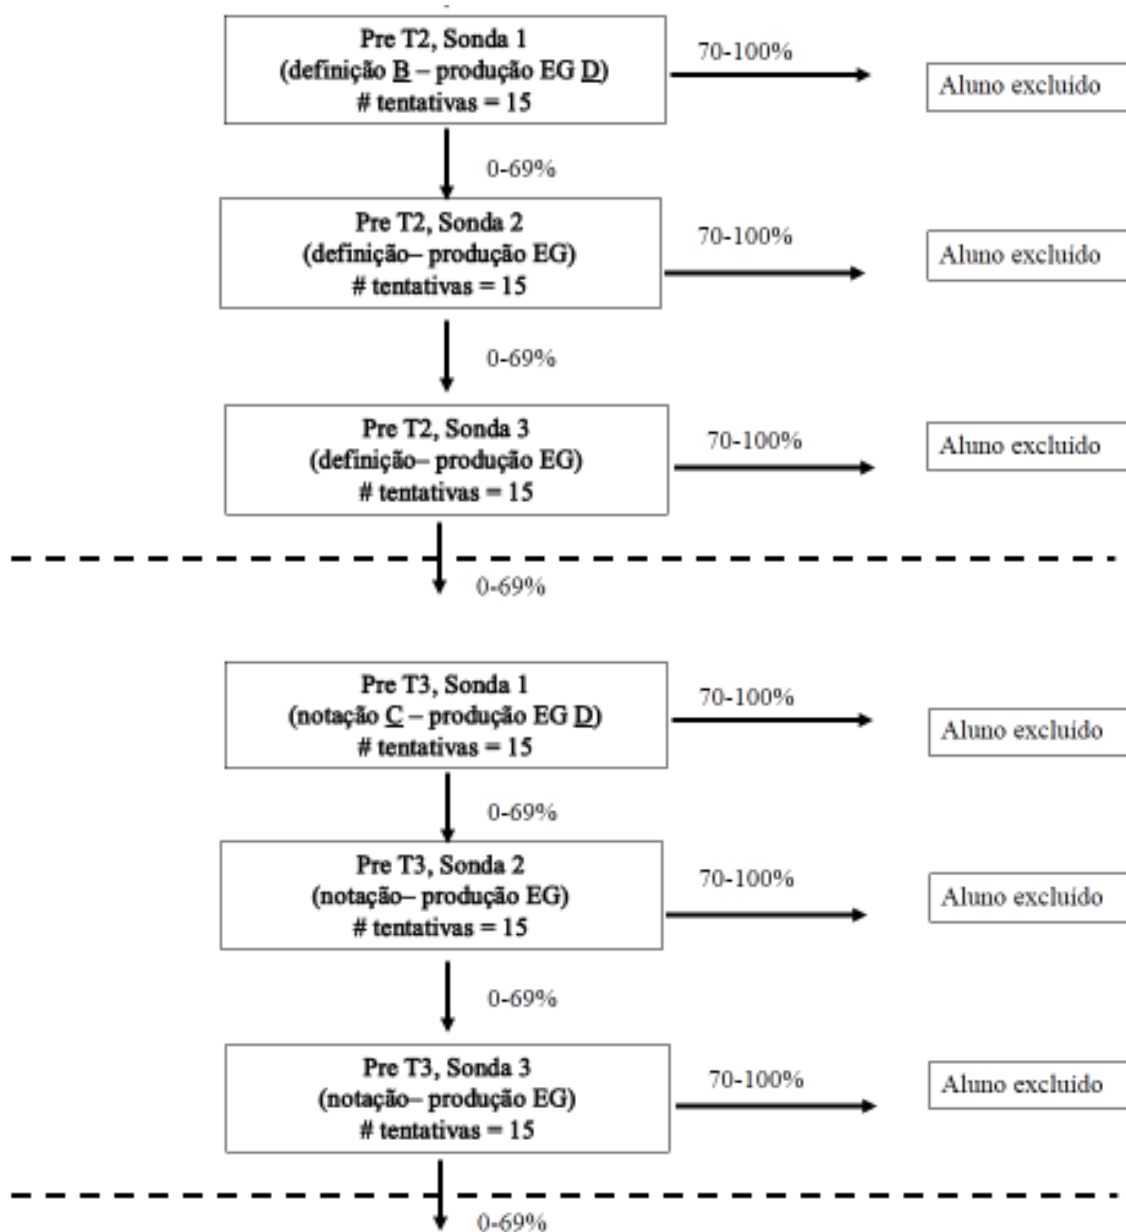 Pre T2, Sonda 1
(definição B – produção EG D)
# tentativas = 15
70-100%
Aluno excluído
0-69%
Pre T2, Sonda 2
(definição– produção EG)
# tentativas = 15
70-100%
Aluno excluído
0-69%
Pre T2, Sonda 3
(definição– produção EG)
# tentativas = 15
70-100%
Aluno excluído
0-69%
Pre T3, Sonda 1
(notação C – produção EG D)
# tentativas = 15
70-100%
Aluno excluído
0-69%
Pre T3, Sonda 2
(notação– produção EG)
# tentativas = 15
70-100%
Aluno excluído
0-69%
Pre T3, Sonda 3
(notação– produção EG)
# tentativas = 15
70-100%
Aluno excluído
0-69%